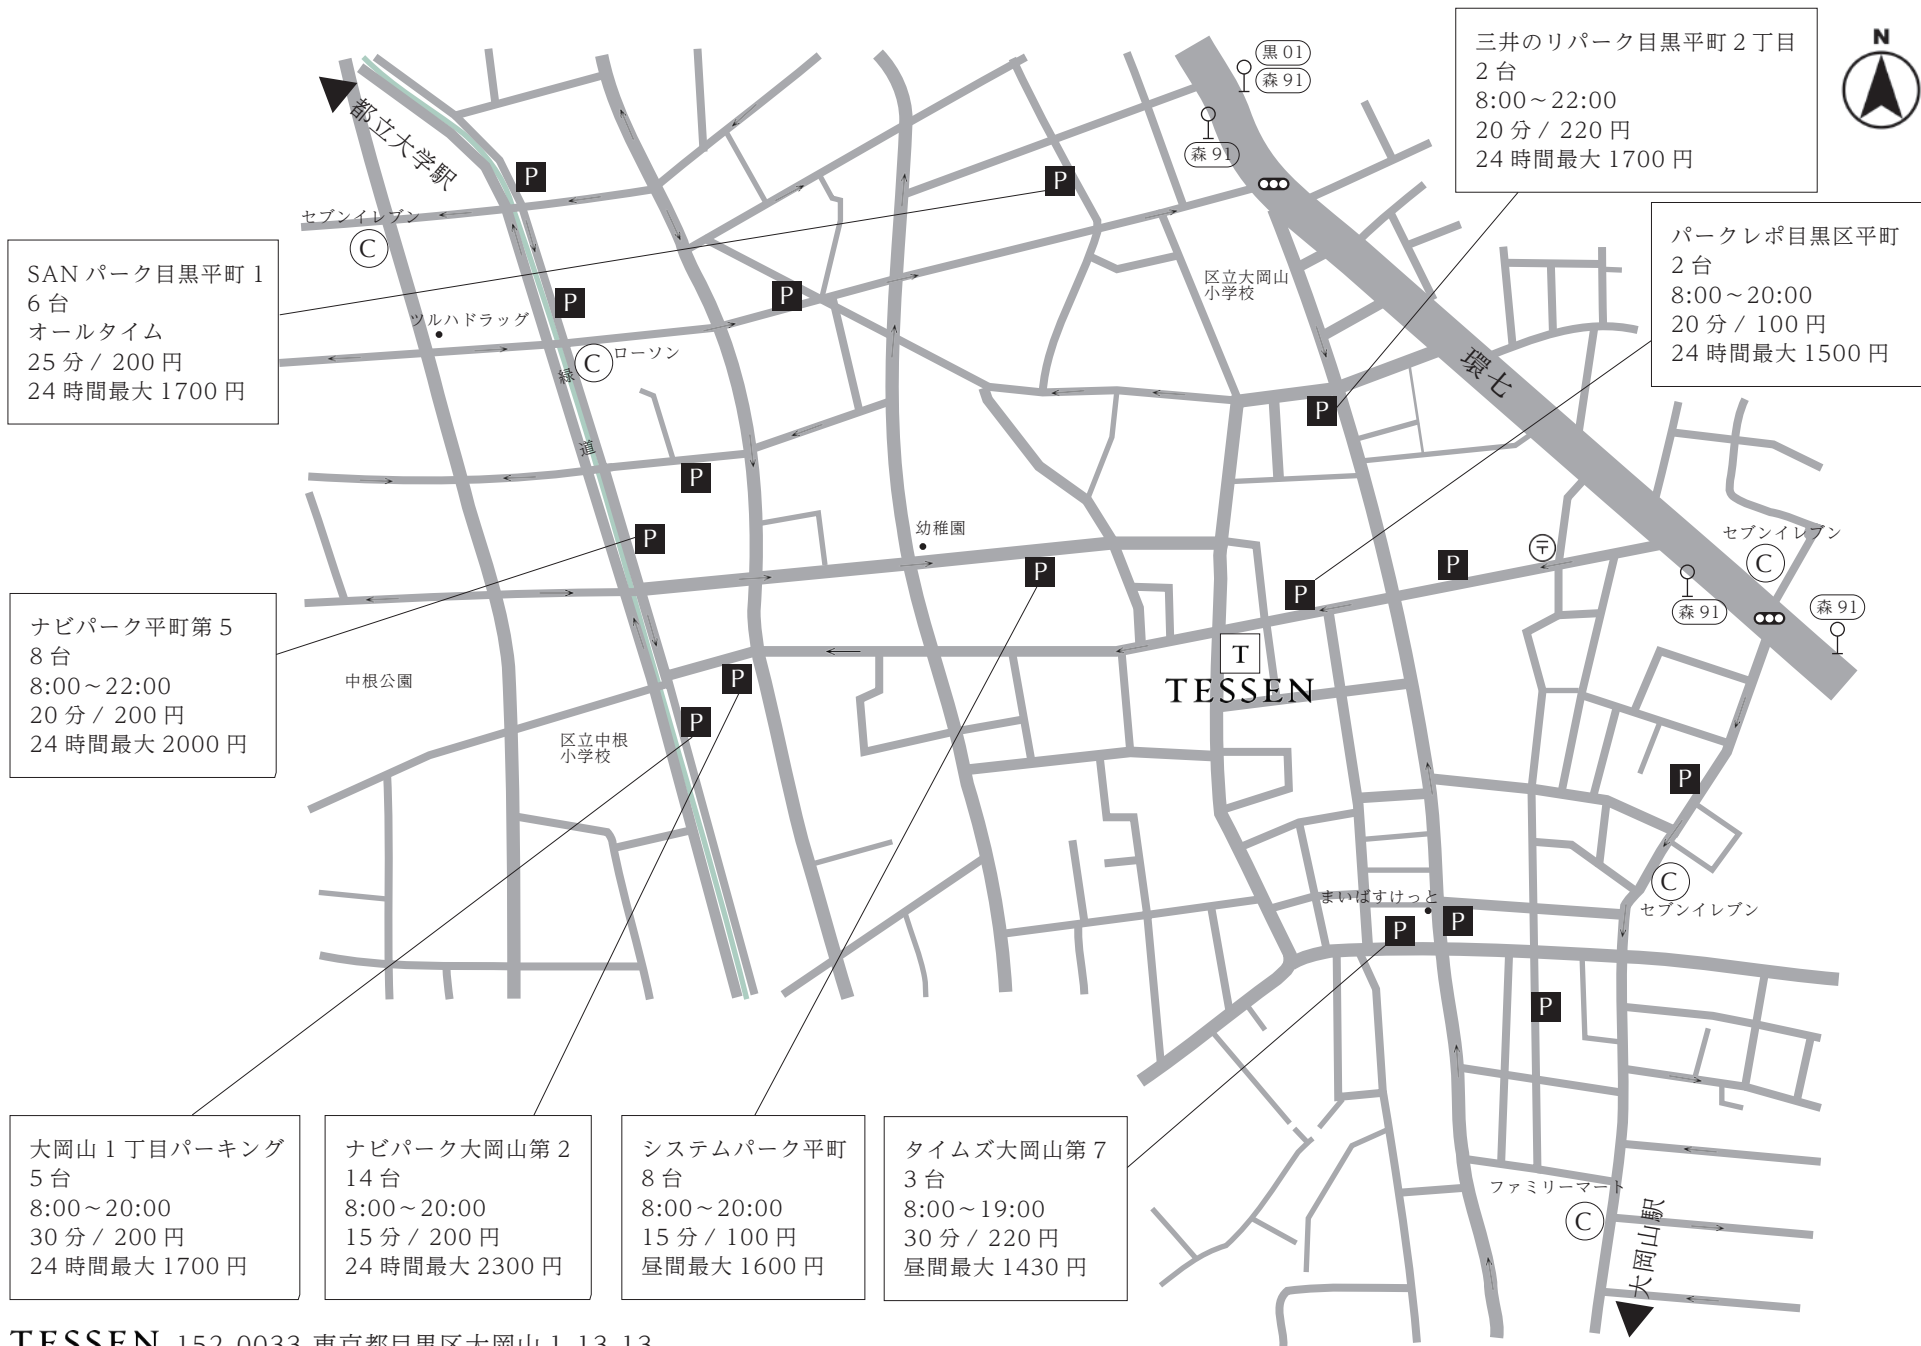 黒 01
森 91
森 91
三井のリパーク目黒平町 2 丁目
2 台
8:00～22:00
20 分 / 220 円
24 時間最大 1700 円
N
都立大学駅
P
セブンイレブン
C
P
パークレポ目黒区平町
2 台
8:00～20:00
20 分 / 100 円
24 時間最大 1500 円
SAN パーク目黒平町 1
6 台
オールタイム
25 分 / 200 円
24 時間最大 1700 円
区立大岡山
小学校
P
P
ツルハドラッグ
C
ローソン
緑道
環七
P
P
P
幼稚園
セブンイレブン
C
〒
P
P
P
P
森 91
森 91
ナビパーク平町第 5
8 台
8:00～22:00
20 分 / 200 円
24 時間最大 2000 円
中根公園
T
TESSEN
P
P
区立中根
小学校
P
C
セブンイレブン
まいばすけっと
P
P
P
大岡山 1 丁目パーキング
5 台
8:00～20:00
30 分 / 200 円
24 時間最大 1700 円
ナビパーク大岡山第 2
14 台
8:00～20:00
15 分 / 200 円
24 時間最大 2300 円
システムパーク平町
8 台
8:00～20:00
15 分 / 100 円
昼間最大 1600 円
タイムズ大岡山第 7
3 台
8:00～19:00
30 分 / 220 円
昼間最大 1430 円
ファミリーマート
C
大岡山駅
TESSEN 152-0033 東京都目黒区大岡山 1-13-13